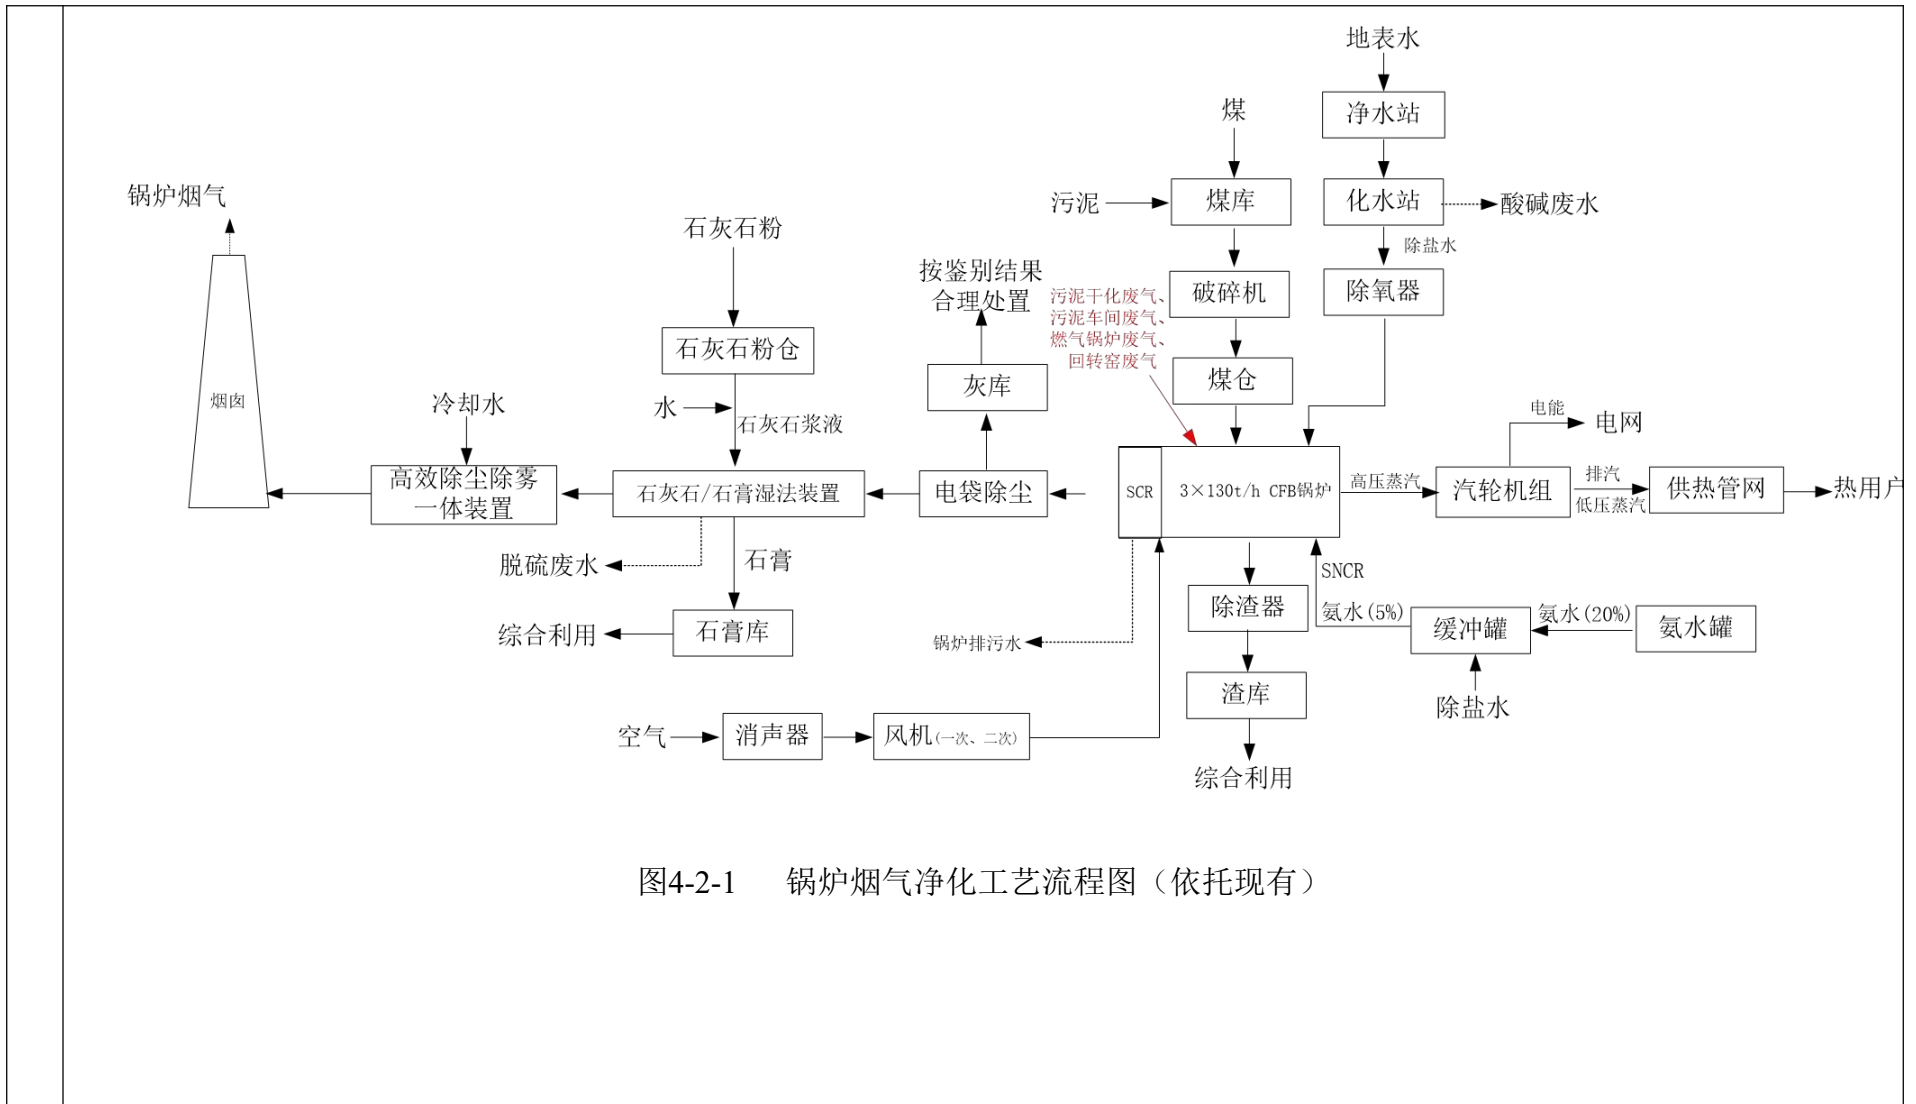 地表水
净水站
煤
锅炉烟气
污泥
煤库
化水站
酸碱废水
石灰石粉
除盐水
按鉴别结果
合理处置
污泥干化废气、
污泥车间废气、
燃气锅炉废气、
回转窑废气
破碎机
除氧器
石灰石粉仓
灰库
煤仓
烟囱
冷却水
水
石灰石浆液
电能
电网
高效除尘除雾
一体装置
石灰石/石膏湿法装置
电袋除尘
SCR
3×130t/h CFB锅炉
高压蒸汽
汽轮机组
排汽
低压蒸汽
供热管网
热用户
脱硫废水
石膏
SNCR
除渣器
氨水(5%)
缓冲罐
氨水(20%)
氨水罐
综合利用
石膏库
锅炉排污水
渣库
除盐水
空气
消声器
风机(一次、二次)
综合利用
图4-2-1 锅炉烟气净化工艺流程图（依托现有）